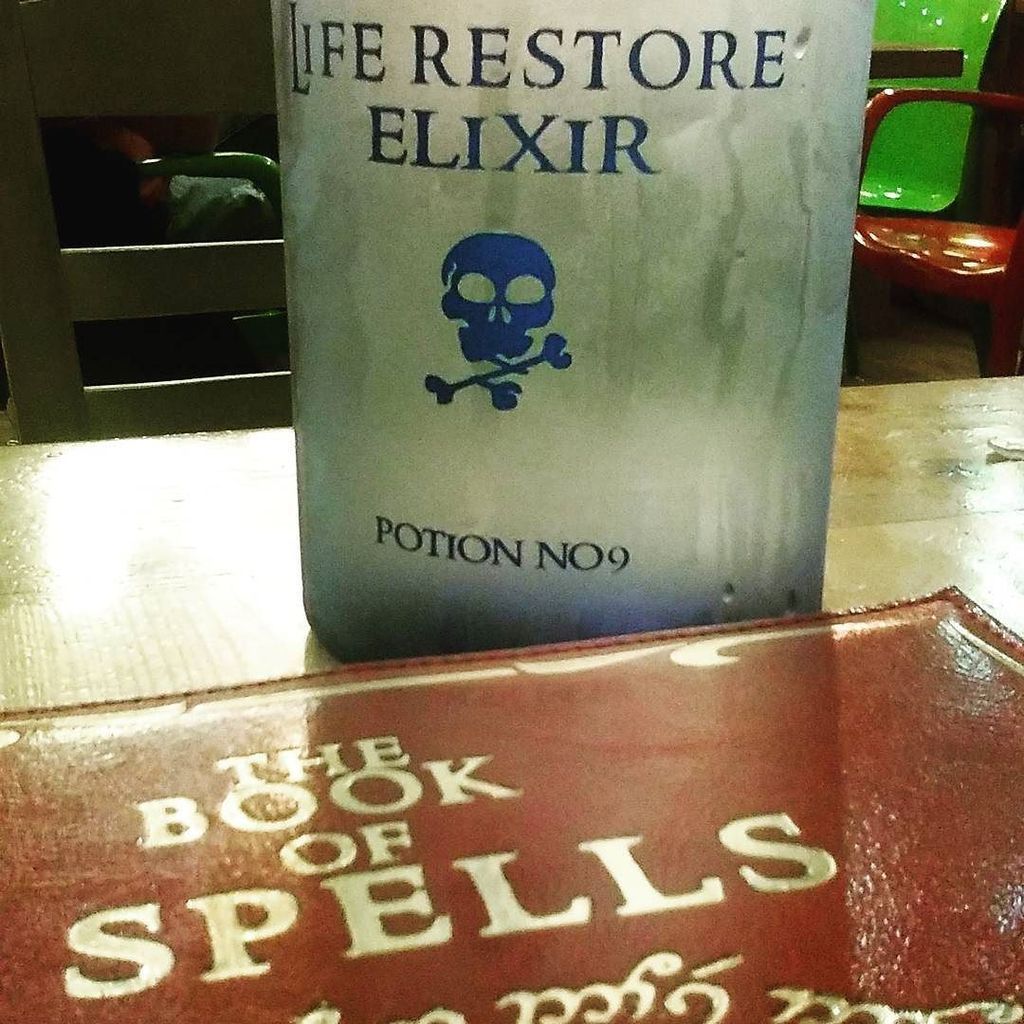 LIFE RESTORE
ELIXIR
POTION NO9
THE
BOOK
OF
SPELLS